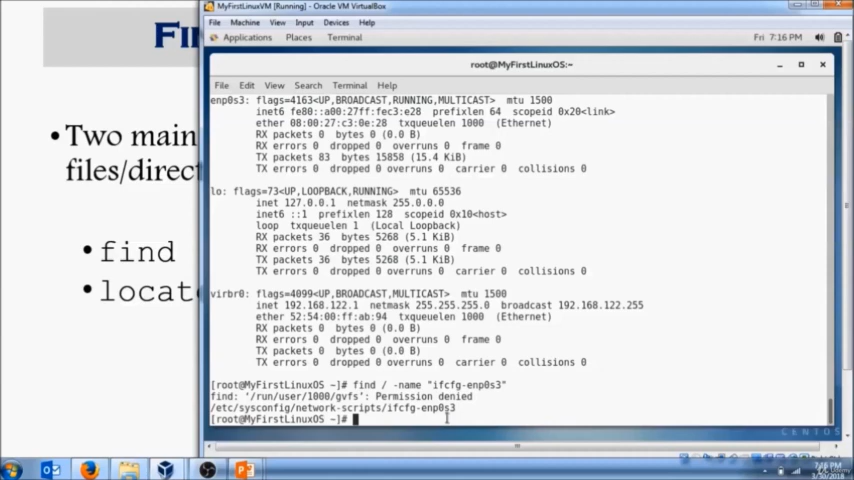 MyFirstLinuxVM [Running] - Oracle VM VirtualBox
File Machine View Input Devices Help
Applications Places Terminal Fri 7:16 PM
root@MyFirstLinuxOS:~
File Edit View Search Terminal Help
enp0s3: flags=4163<UP,BROADCAST,RUNNING,MULTICAST> mtu 1500
inet6 fe80::a00:27ff:fec3:e28 prefixlen 64 scopeid 0x20<link>
ether 08:00:27:c3:0e:28 txqueuelen 1000 (Ethernet)
RX packets 0 bytes 0 (0.0 B)
RX errors 0 dropped 0 overruns 0 frame 0
TX packets 83 bytes 15858 (15.4 KiB)
TX errors 0 dropped 0 overruns 0 carrier 0 collisions 0
lo: flags=73<UP,LOOPBACK,RUNNING> mtu 65536
inet 127.0.0.1 netmask 255.0.0.0
inet6 ::1 prefixlen 128 scopeid 0x10<host>
loop txqueuelen 1 (Local Loopback)
RX packets 36 bytes 5268 (5.1 KiB)
RX errors 0 dropped 0 overruns 0 frame 0
TX packets 36 bytes 5268 (5.1 KiB)
TX errors 0 dropped 0 overruns 0 carrier 0 collisions 0
virbr0: flags=4099<UP,BROADCAST,MULTICAST> mtu 1500
inet 192.168.122.1 netmask 255.255.255.0 broadcast 192.168.122.255
ether 52:54:00:ff:ab:94 txqueuelen 1000 (Ethernet)
RX packets 0 bytes 0 (0.0 B)
RX errors 0 dropped 0 overruns 0 frame 0
TX packets 0 bytes 0 (0.0 B)
TX errors 0 dropped 0 overruns 0 carrier 0 collisions 0
[root@MyFirstLinuxOS ~]# find / -name "ifcfg-enp0s3"
find: '/run/user/1000/gvfs': Permission denied
/etc/sysconfig/network-scripts/ifcfg-enp0s3
[root@MyFirstLinuxOS ~]#
CENTOS
Fi
• Two main
files/direct
• find
• locate
3/30/2018